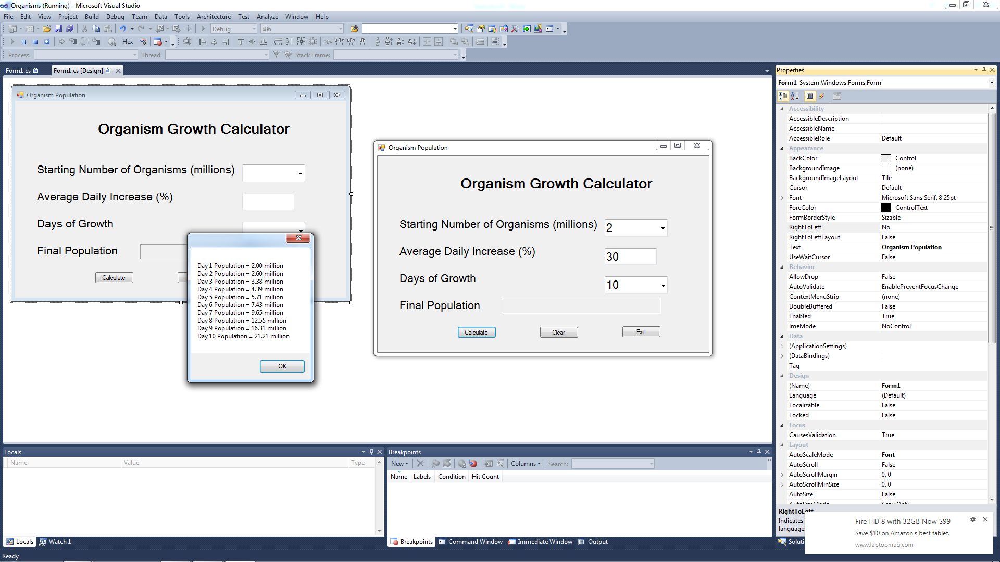 Organisms (Running) - Microsoft Visual Studio
File Edit View Project Build Debug Team Data Tools Architecture Test Analyze Window Help
Debug x86
Hex
Process: Thread: Stack Frame:
Form1.cs Form1.cs [Design]
Organism Population
Organism Growth Calculator
Starting Number of Organisms (millions)
Average Daily Increase (%)
Days of Growth
Final Population
Calculate
Day 1 Population = 2.00 million
Day 2 Population = 2.60 million
Day 3 Population = 3.38 million
Day 4 Population = 4.39 million
Day 5 Population = 5.71 million
Day 6 Population = 7.43 million
Day 7 Population = 9.65 million
Day 8 Population = 12.55 million
Day 9 Population = 16.31 million
Day 10 Population = 21.21 million
OK
Organism Population
Organism Growth Calculator
Starting Number of Organisms (millions) 2
Average Daily Increase (%) 30
Days of Growth 10
Final Population
Calculate Clear Exit
Properties
Form1 System.Windows.Forms.Form
Accessibility
AccessibleDescription
AccessibleName
AccessibleRole Default
Appearance
BackColor Control
BackgroundImage (none)
BackgroundImageLayout Tile
Cursor Default
Font Microsoft Sans Serif, 8.25pt
ForeColor ControlText
FormBorderStyle Sizable
RightToLeft No
RightToLeftLayout False
Text Organism Population
UseWaitCursor False
Behavior
AllowDrop False
AutoValidate EnablePreventFocusChange
ContextMenuStrip (none)
DoubleBuffered False
Enabled True
ImeMode NoControl
Data
(ApplicationSettings)
(DataBindings)
Tag
Design
(Name) Form1
Language (Default)
Localizable False
Locked False
Focus
CausesValidation True
Layout
AutoScaleMode Font
AutoScroll False
AutoScrollMargin 0, 0
AutoScrollMinSize 0, 0
AutoSize False
AutoSizeMode GrowOnly
RightToLeft
Indicates
languages
Soluti
Fire HD 8 with 32GB Now $99
Save $10 on Amazon's best tablet.
www.laptopmag.com
Locals
Name Value Type
Locals Watch 1
Breakpoints
New Columns Search:
Name Labels Condition Hit Count
Breakpoints Command Window Immediate Window Output
Ready